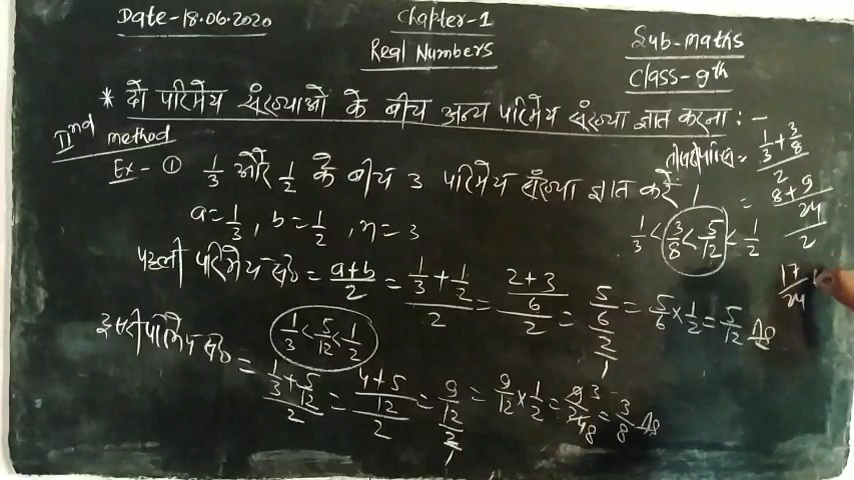 Date-18.06.2020
Chapter-1
Real Numbers
Sub-maths
Class-9th
* दो परिमेय संख्याओं के बीच अन्य परिमेय संख्या ज्ञात करना : -
IInd method
Ex- ① 1/3 और 1/2 के बीच 3 परिमेय संख्या ज्ञात करें ।
a = 1/3 , b = 1/2 , n = 3
पहली परिमेय सं० = (a+b)/2 = (1/3 + 1/2)/2 = ((2+3)/6)/2 = (5/6)/(2/1) = 5/6 × 1/2 = 5/12 Ans
1/3 < 5/12 < 1/2
= (1/3 + 5/12)/2 = ((4+5)/12)/2 = (9/12)/(2/1) = 9/12 × 1/2 = 9/24 = 3/8 Ans
= (1/3 + 3/8)/2
= ((8+9)/24)/2
1/3 < 3/8 < 5/12 < 1/2
17/24